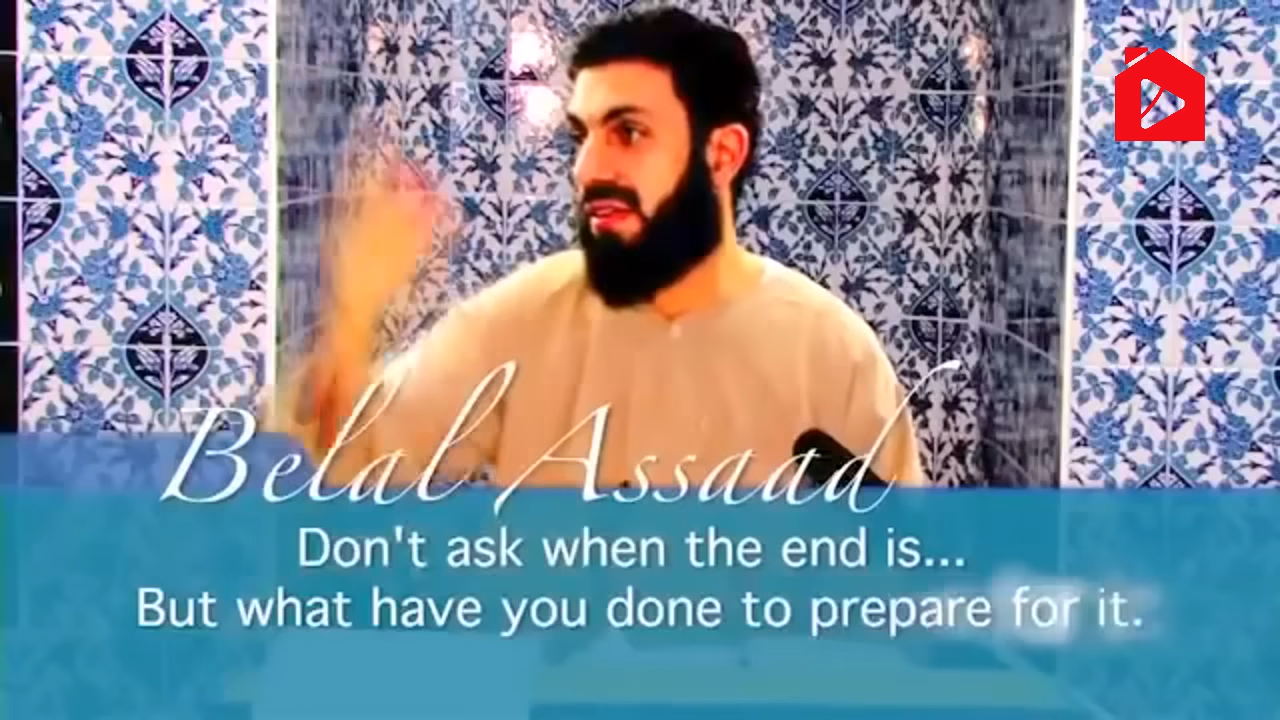 Belal Assaad
Don't ask when the end is...
But what have you done to prepare for it.